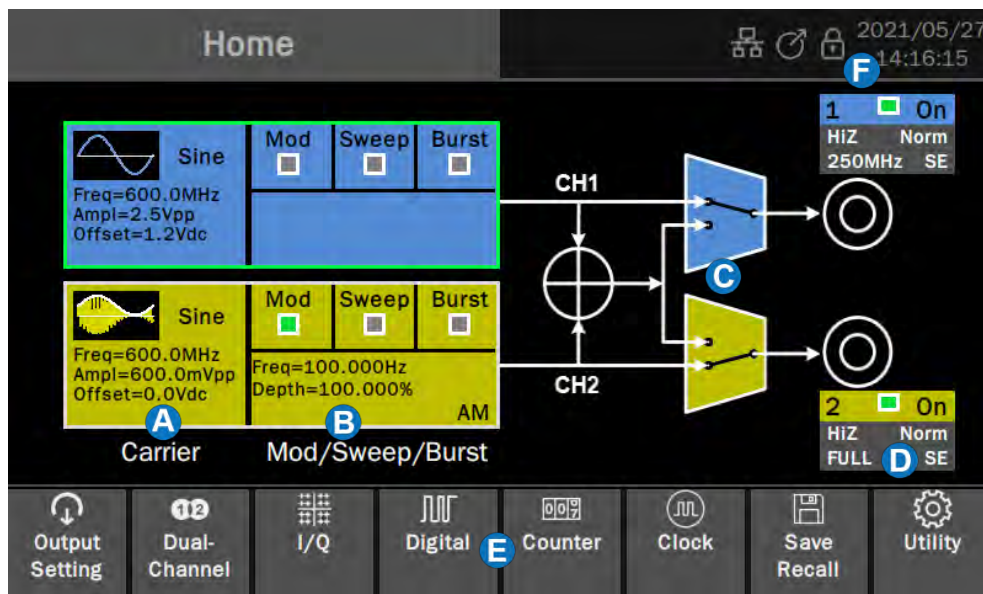 Home
2021/05/27
14:16:15
F
1 On
HiZ Norm
250MHz SE
Sine
Freq=600.0MHz
Ampl=2.5Vpp
Offset=1.2Vdc
Mod Sweep Burst
CH1
C
Sine
Freq=600.0MHz
Ampl=600.0mVpp
Offset=0.0Vdc
A
Mod Sweep Burst
Freq=100.000Hz
Depth=100.000%
AM
B
CH2
2 On
HiZ Norm
FULL D SE
Carrier
Mod/Sweep/Burst
Output
Setting
Dual-
Channel
I/Q
Digital
E
Counter
Clock
Save
Recall
Utility